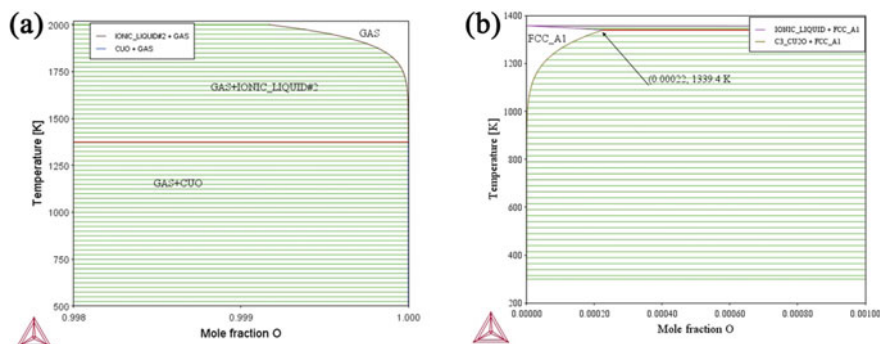 (a)
2000
1750
1500
1250
1000
750
500
Temperature [K]
IONIC_LIQUID#2 + GAS
CUO + GAS
GAS
GAS+IONIC_LIQUID#2
GAS+CUO
0.998
0.999
1.000
Mole fraction O
(b)
1400
1200
1000
800
600
400
200
Temperature [K]
IONIC_LIQUID + FCC_A1
C3_CU2O + FCC_A1
FCC_A1
(0.00022, 1339.4 K
0.00000
0.00020
0.00040
0.00060
0.00080
0.00100
Mole fraction O